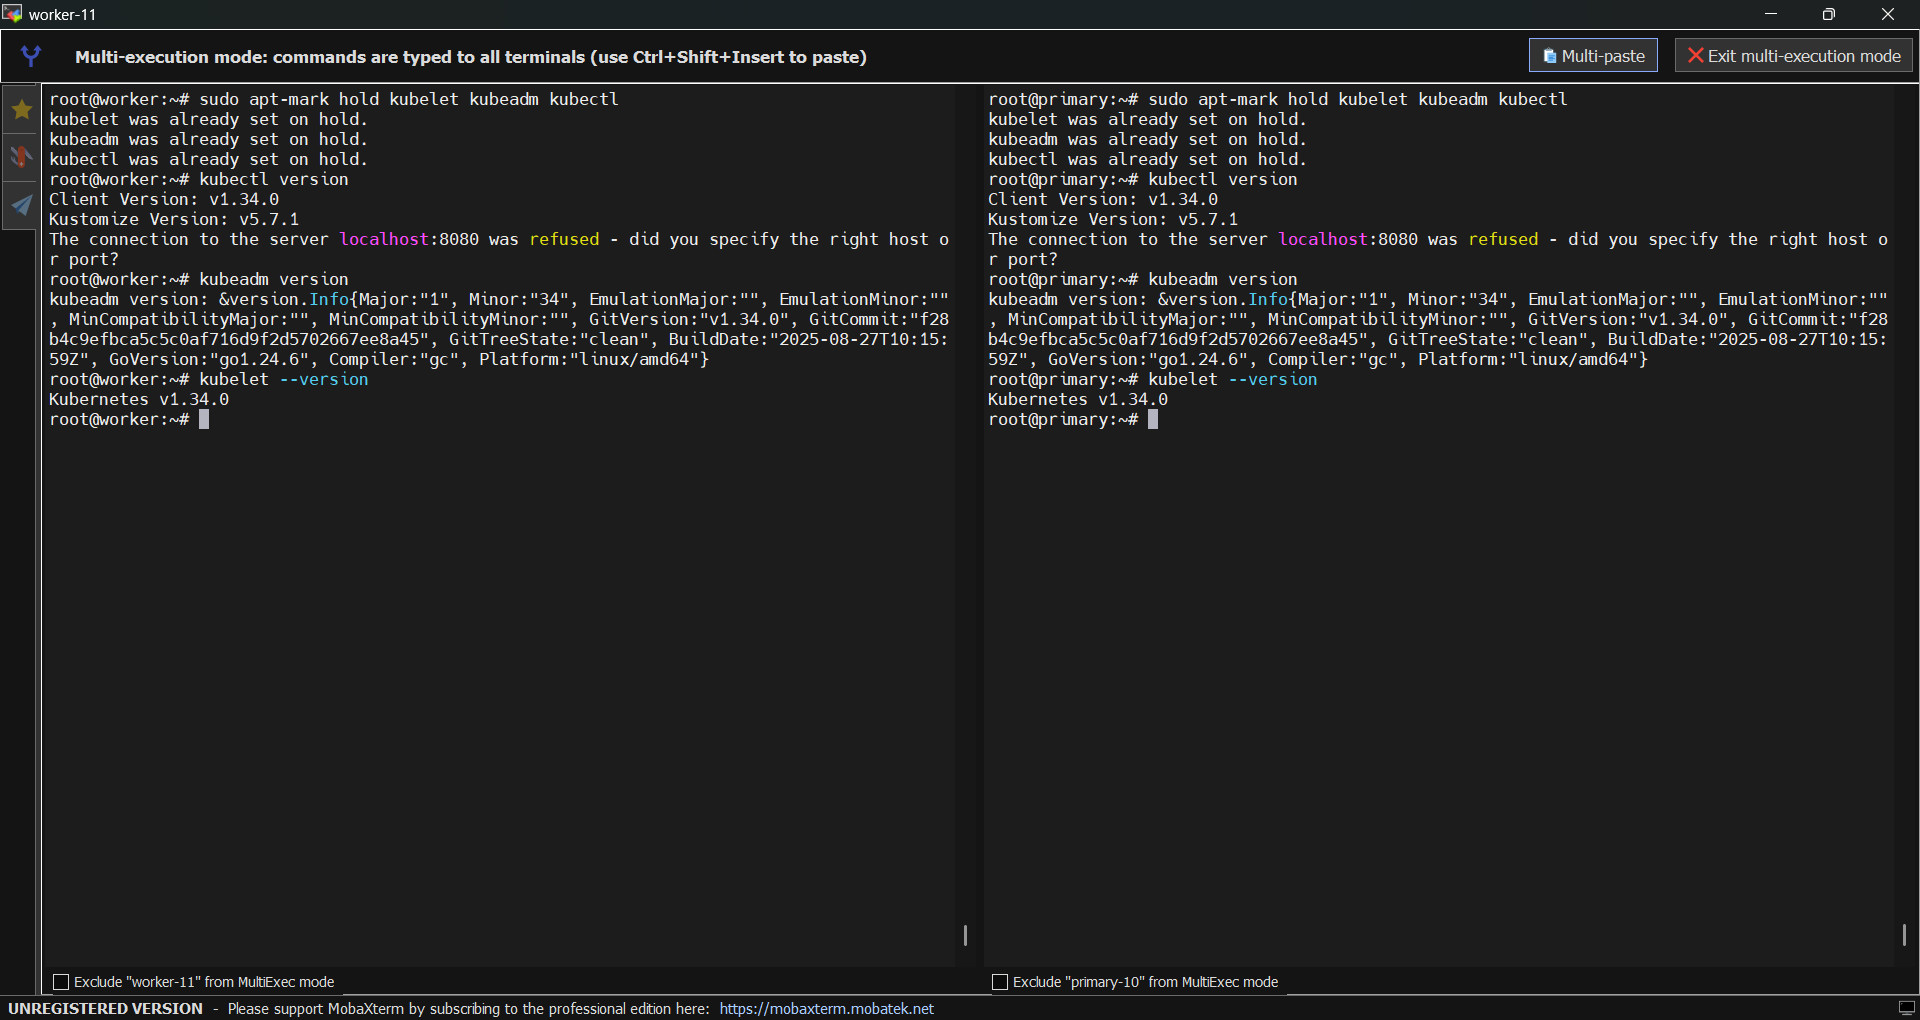 worker-11
Multi-execution mode: commands are typed to all terminals (use Ctrl+Shift+Insert to paste)
Multi-paste
Exit multi-execution mode
root@worker:~# sudo apt-mark hold kubelet kubeadm kubectl
kubelet was already set on hold.
kubeadm was already set on hold.
kubectl was already set on hold.
root@worker:~# kubectl version
Client Version: v1.34.0
Kustomize Version: v5.7.1
The connection to the server localhost:8080 was refused - did you specify the right host o
r port?
root@worker:~# kubeadm version
kubeadm version: &version.Info{Major:"1", Minor:"34", EmulationMajor:"", EmulationMinor:""
, MinCompatibilityMajor:"", MinCompatibilityMinor:"", GitVersion:"v1.34.0", GitCommit:"f28
b4c9efbca5c5c0af716d9f2d5702667ee8a45", GitTreeState:"clean", BuildDate:"2025-08-27T10:15:
59Z", GoVersion:"go1.24.6", Compiler:"gc", Platform:"linux/amd64"}
root@worker:~# kubelet --version
Kubernetes v1.34.0
root@worker:~#
root@primary:~# sudo apt-mark hold kubelet kubeadm kubectl
kubelet was already set on hold.
kubeadm was already set on hold.
kubectl was already set on hold.
root@primary:~# kubectl version
Client Version: v1.34.0
Kustomize Version: v5.7.1
The connection to the server localhost:8080 was refused - did you specify the right host o
r port?
root@primary:~# kubeadm version
kubeadm version: &version.Info{Major:"1", Minor:"34", EmulationMajor:"", EmulationMinor:""
, MinCompatibilityMajor:"", MinCompatibilityMinor:"", GitVersion:"v1.34.0", GitCommit:"f28
b4c9efbca5c5c0af716d9f2d5702667ee8a45", GitTreeState:"clean", BuildDate:"2025-08-27T10:15:
59Z", GoVersion:"go1.24.6", Compiler:"gc", Platform:"linux/amd64"}
root@primary:~# kubelet --version
Kubernetes v1.34.0
root@primary:~#
Exclude "worker-11" from MultiExec mode
Exclude "primary-10" from MultiExec mode
UNREGISTERED VERSION - Please support MobaXterm by subscribing to the professional edition here: https://mobaxterm.mobatek.net